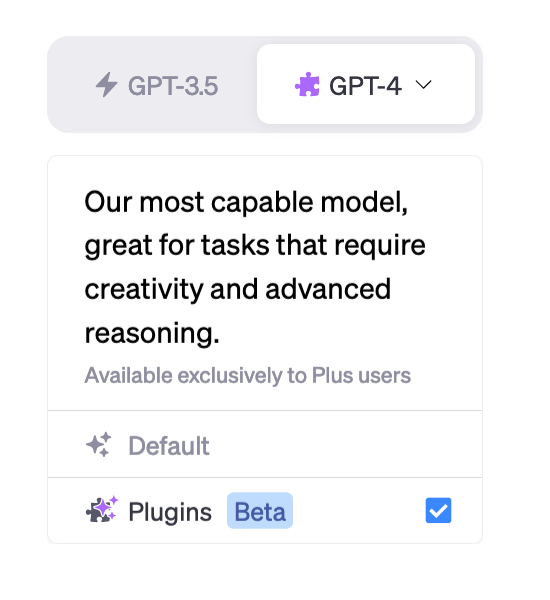 GPT-3.5
GPT-4
Our most capable model,
great for tasks that require
creativity and advanced
reasoning.
Available exclusively to Plus users
Default
Plugins Beta